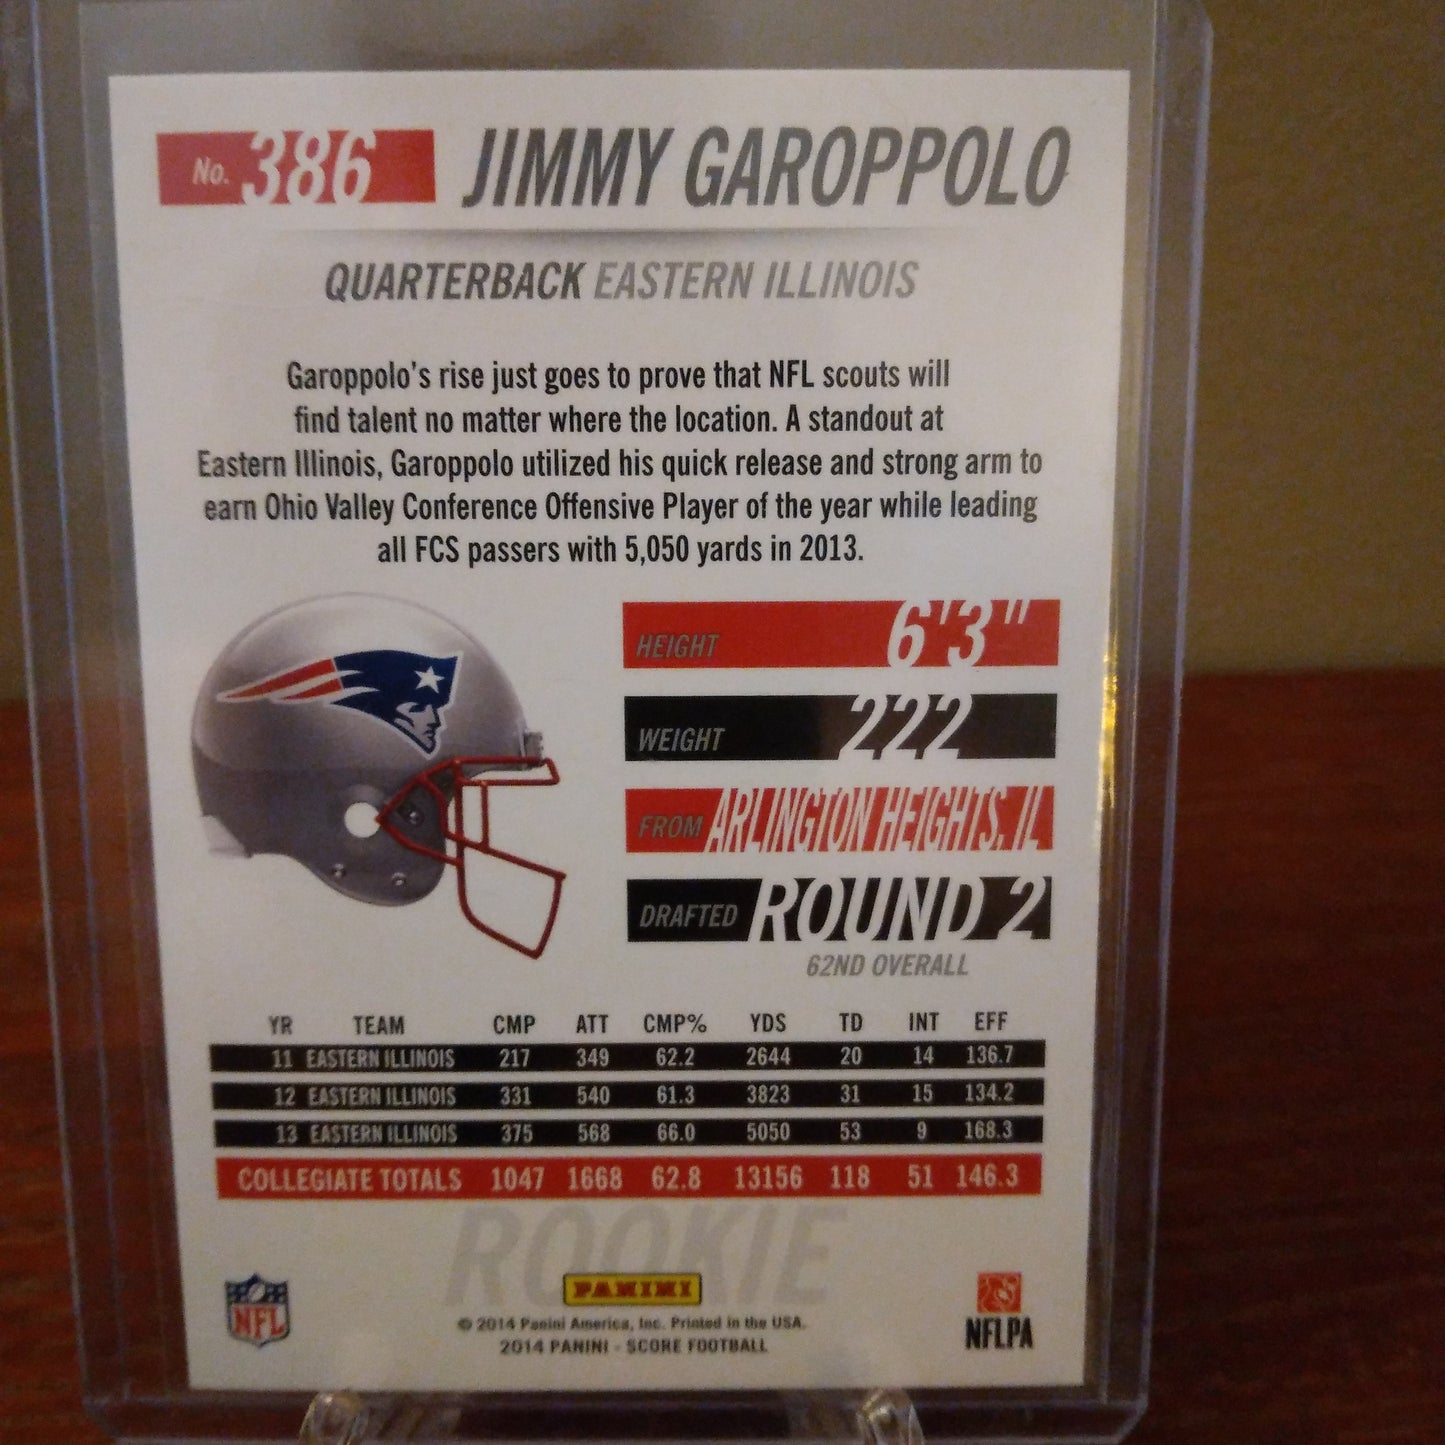 No. 386 JIMMY GAROPPOLO
QUARTERBACK EASTERN ILLINOIS
Garoppolo's rise just goes to prove that NFL scouts will
find talent no matter where the location. A standout at
Eastern Illinois, Garoppolo utilized his quick release and strong arm to
earn Ohio Valley Conference Offensive Player of the year while leading
all FCS passers with 5,050 yards in 2013.
HEIGHT 6'3"
WEIGHT 222
FROM ARLINGTON HEIGHTS, IL
DRAFTED ROUND 2
62ND OVERALL
YR TEAM CMP ATT CMP% YDS TD INT EFF
11 EASTERN ILLINOIS 217 349 62.2 2644 20 14 136.7
12 EASTERN ILLINOIS 331 540 61.3 3823 31 15 134.2
13 EASTERN ILLINOIS 375 568 66.0 5050 53 9 168.3
COLLEGIATE TOTALS 1047 1668 62.8 13156 118 51 146.3
ROOKIE
NFL
PANINI
© 2014 Panini America, Inc. Printed in the USA.
2014 PANINI - SCORE FOOTBALL
NFLPA